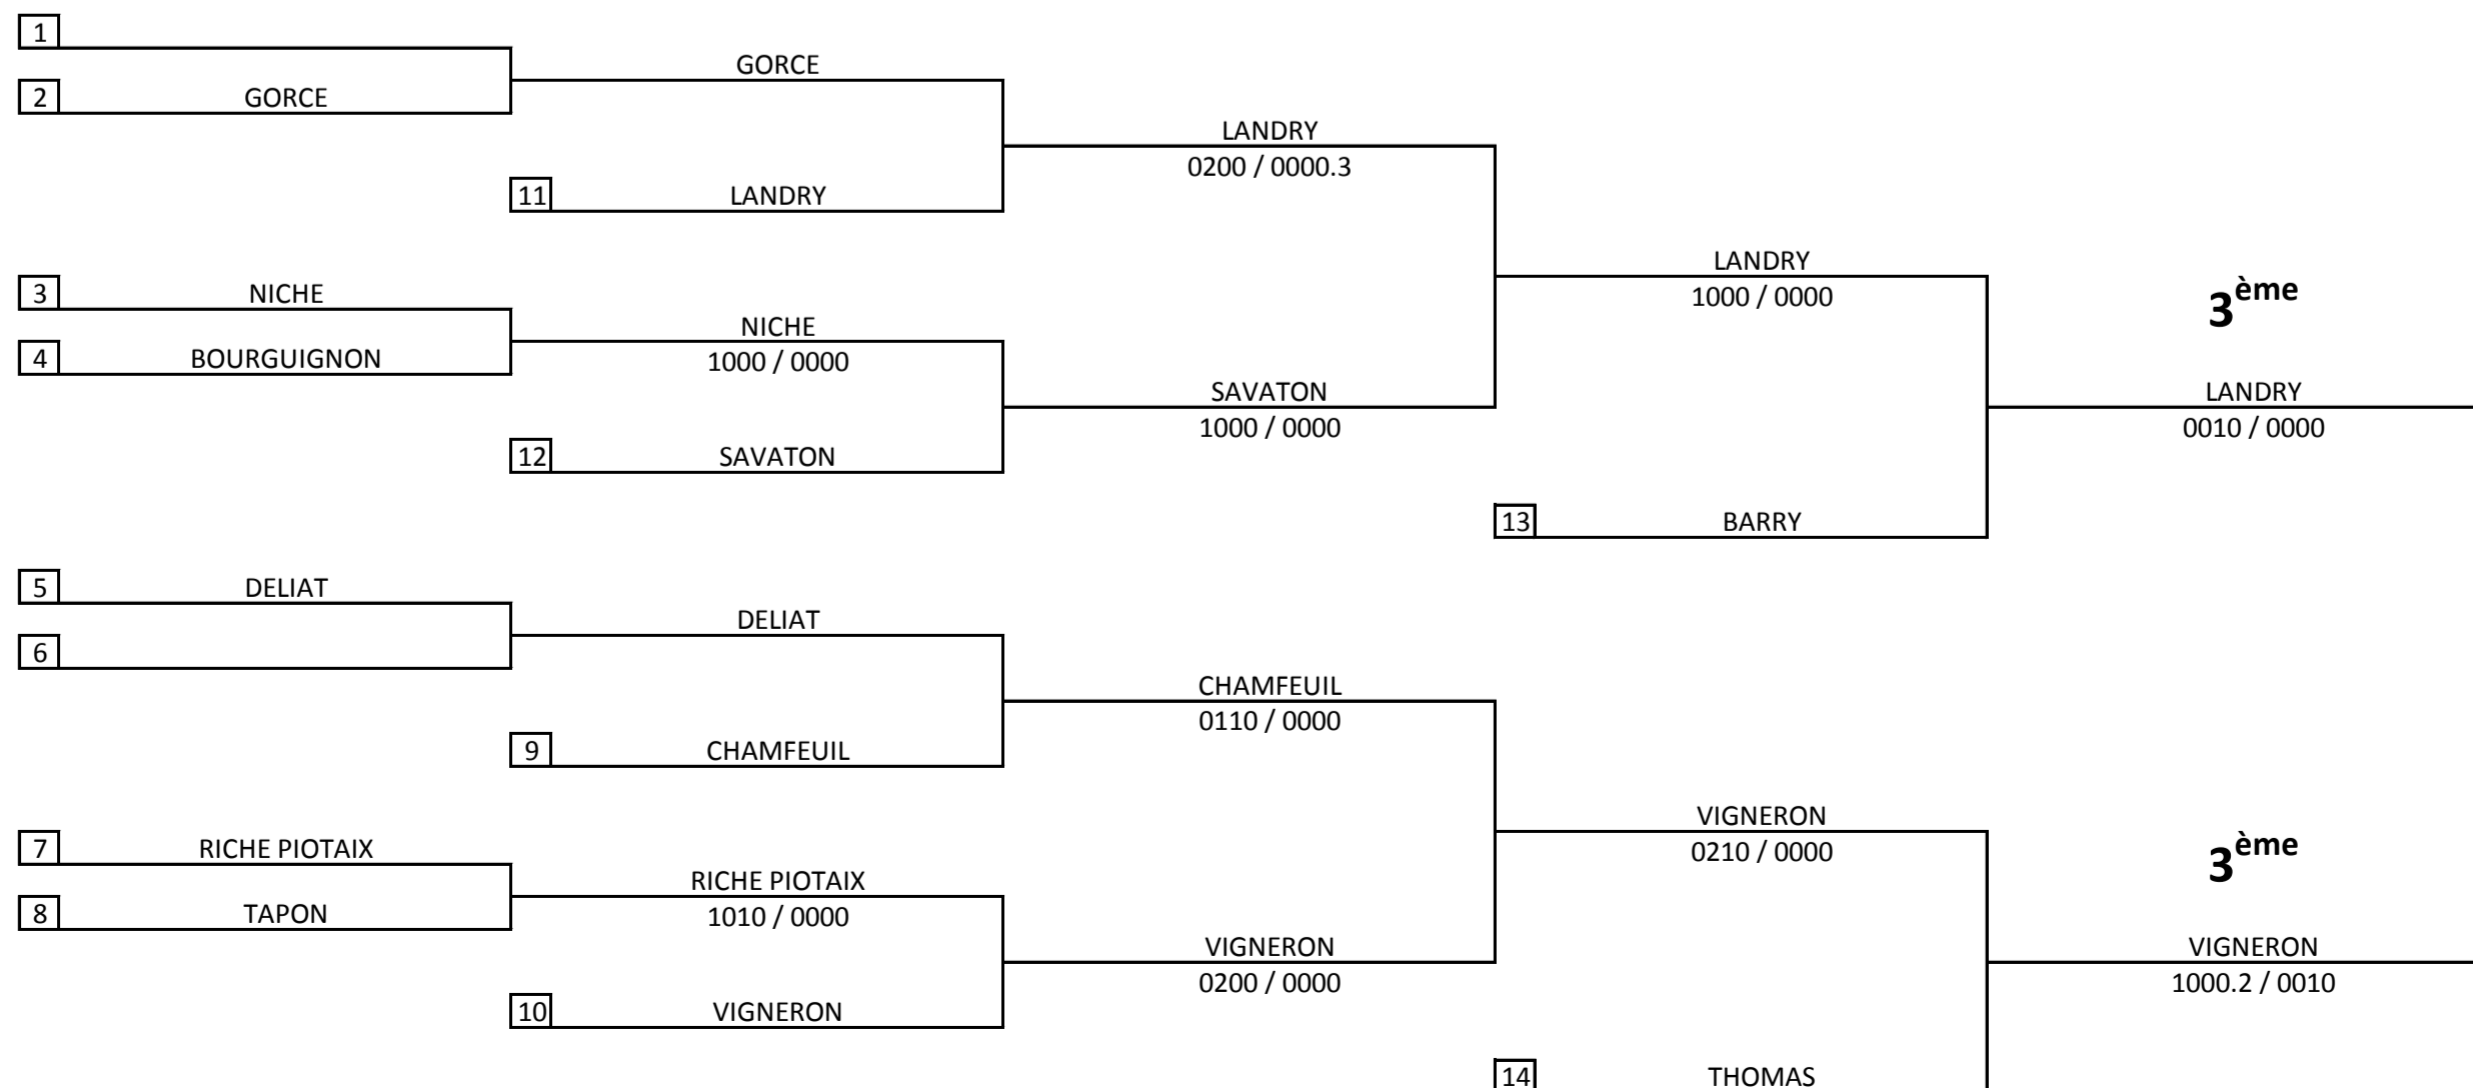 1
GORCE
2 GORCE
LANDRY
0200 / 0000.3
11 LANDRY
LANDRY
3 NICHE
1000 / 0000
3ème
NICHE
4 BOURGUIGNON
1000 / 0000
SAVATON
LANDRY
1000 / 0000
0010 / 0000
12 SAVATON
13 BARRY
5 DELIAT
DELIAT
6
CHAMFEUIL
0110 / 0000
9 CHAMFEUIL
VIGNERON
7 RICHE PIOTAIX
0210 / 0000
3ème
RICHE PIOTAIX
8 TAPON
1010 / 0000
VIGNERON
VIGNERON
0200 / 0000
1000.2 / 0010
10 VIGNERON
14 THOMAS